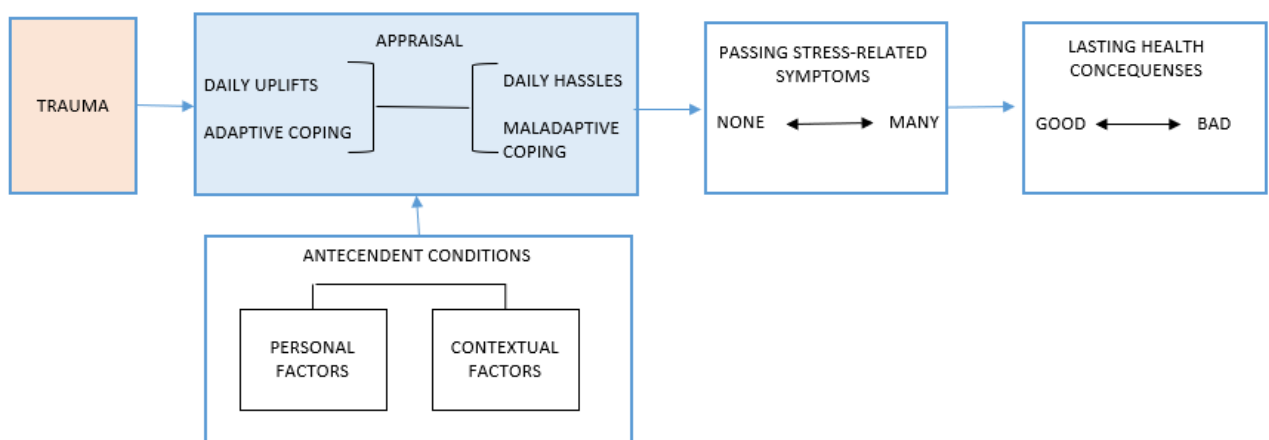 TRAUMA
APPRAISAL
DAILY UPLIFTS
ADAPTIVE COPING
DAILY HASSLES
MALADAPTIVE
COPING
PASSING STRESS-RELATED
SYMPTOMS
NONE
MANY
LASTING HEALTH
CONCEQUENSES
GOOD
BAD
ANTECENDENT CONDITIONS
PERSONAL
FACTORS
CONTEXTUAL
FACTORS